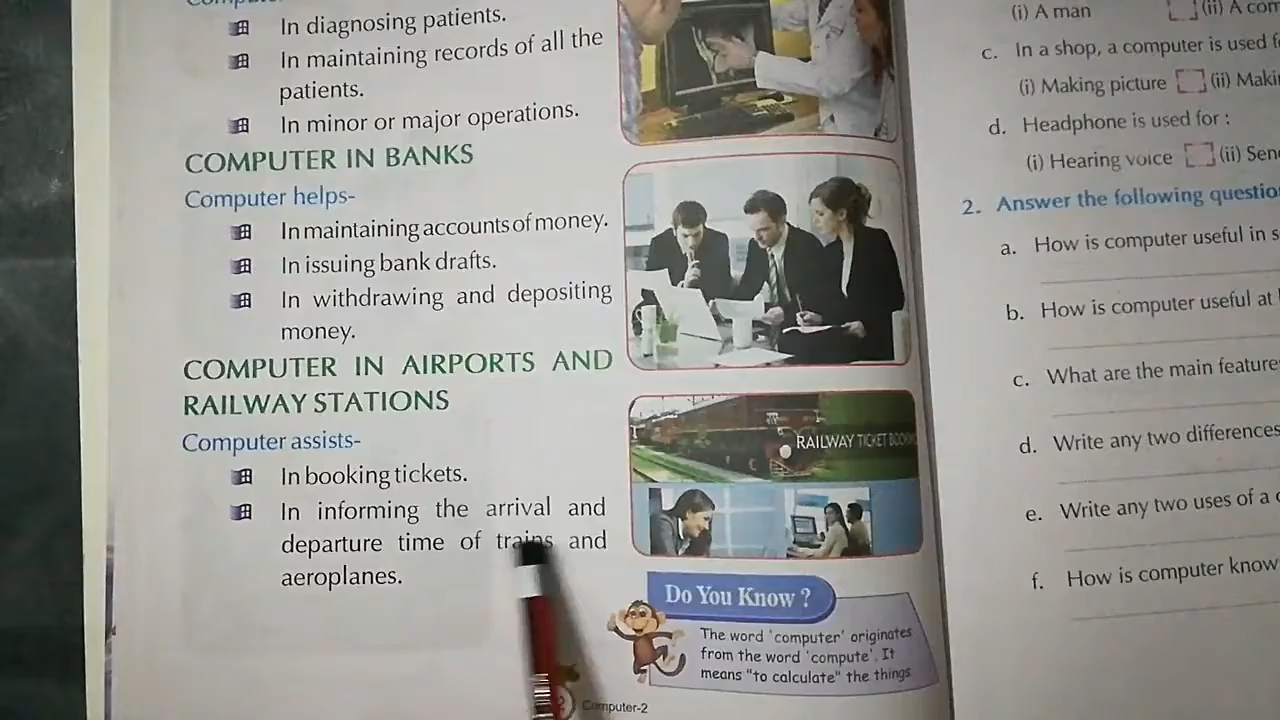 In diagnosing patients.
In maintaining records of all the
patients.
In minor or major operations.
COMPUTER IN BANKS
Computer helps-
In maintaining accounts of money.
In issuing bank drafts.
In withdrawing and depositing
money.
COMPUTER IN AIRPORTS AND
RAILWAY STATIONS
Computer assists-
In booking tickets.
In informing the arrival and
departure time of trains and
aeroplanes.
RAILWAY TICKET
Do You Know ?
The word 'computer' originates
from the word 'compute'. It
means "to calculate" the things
Computer-2
(i) A man (ii) A
c. In a shop, a computer is used
(i) Making picture (ii)
d. Headphone is used for :
(i) Hearing voice (ii)
2. Answer the following
a. How is computer useful in
b. How is computer useful at
c. What are the main
d. Write any two differences
e. Write any two uses of a
f. How is computer